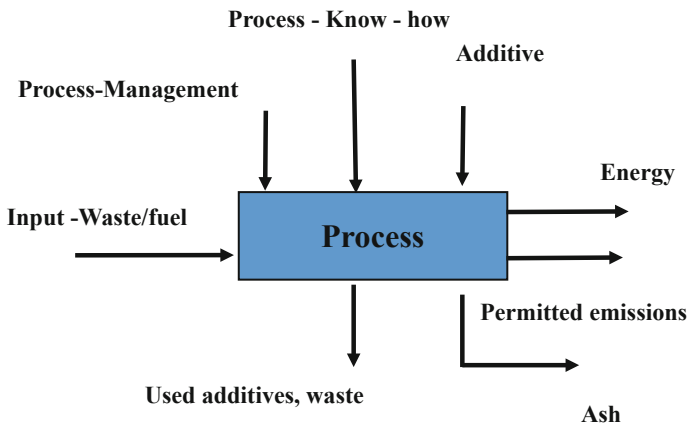 Process - Know - how
Additive
Process-Management
Energy
Input -Waste/fuel
Process
Permitted emissions
Used additives, waste
Ash